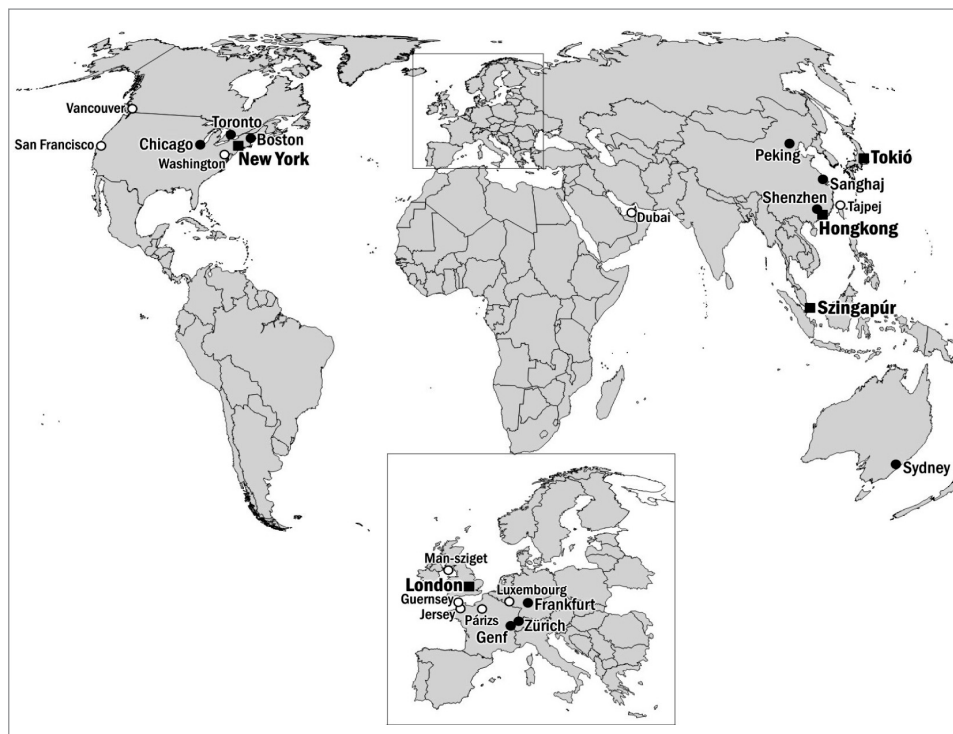 Vancouver
Toronto
San Francisco
Chicago
Boston
Washington
New York
Peking
Tokió
Sanghaj
Shenzhen
Tajpej
Dubai
Hongkong
Szingapúr
Sydney
Man-sziget
London
Luxembourg
Guernsey
Frankfurt
Jersey
Párizs
Zürich
Genf